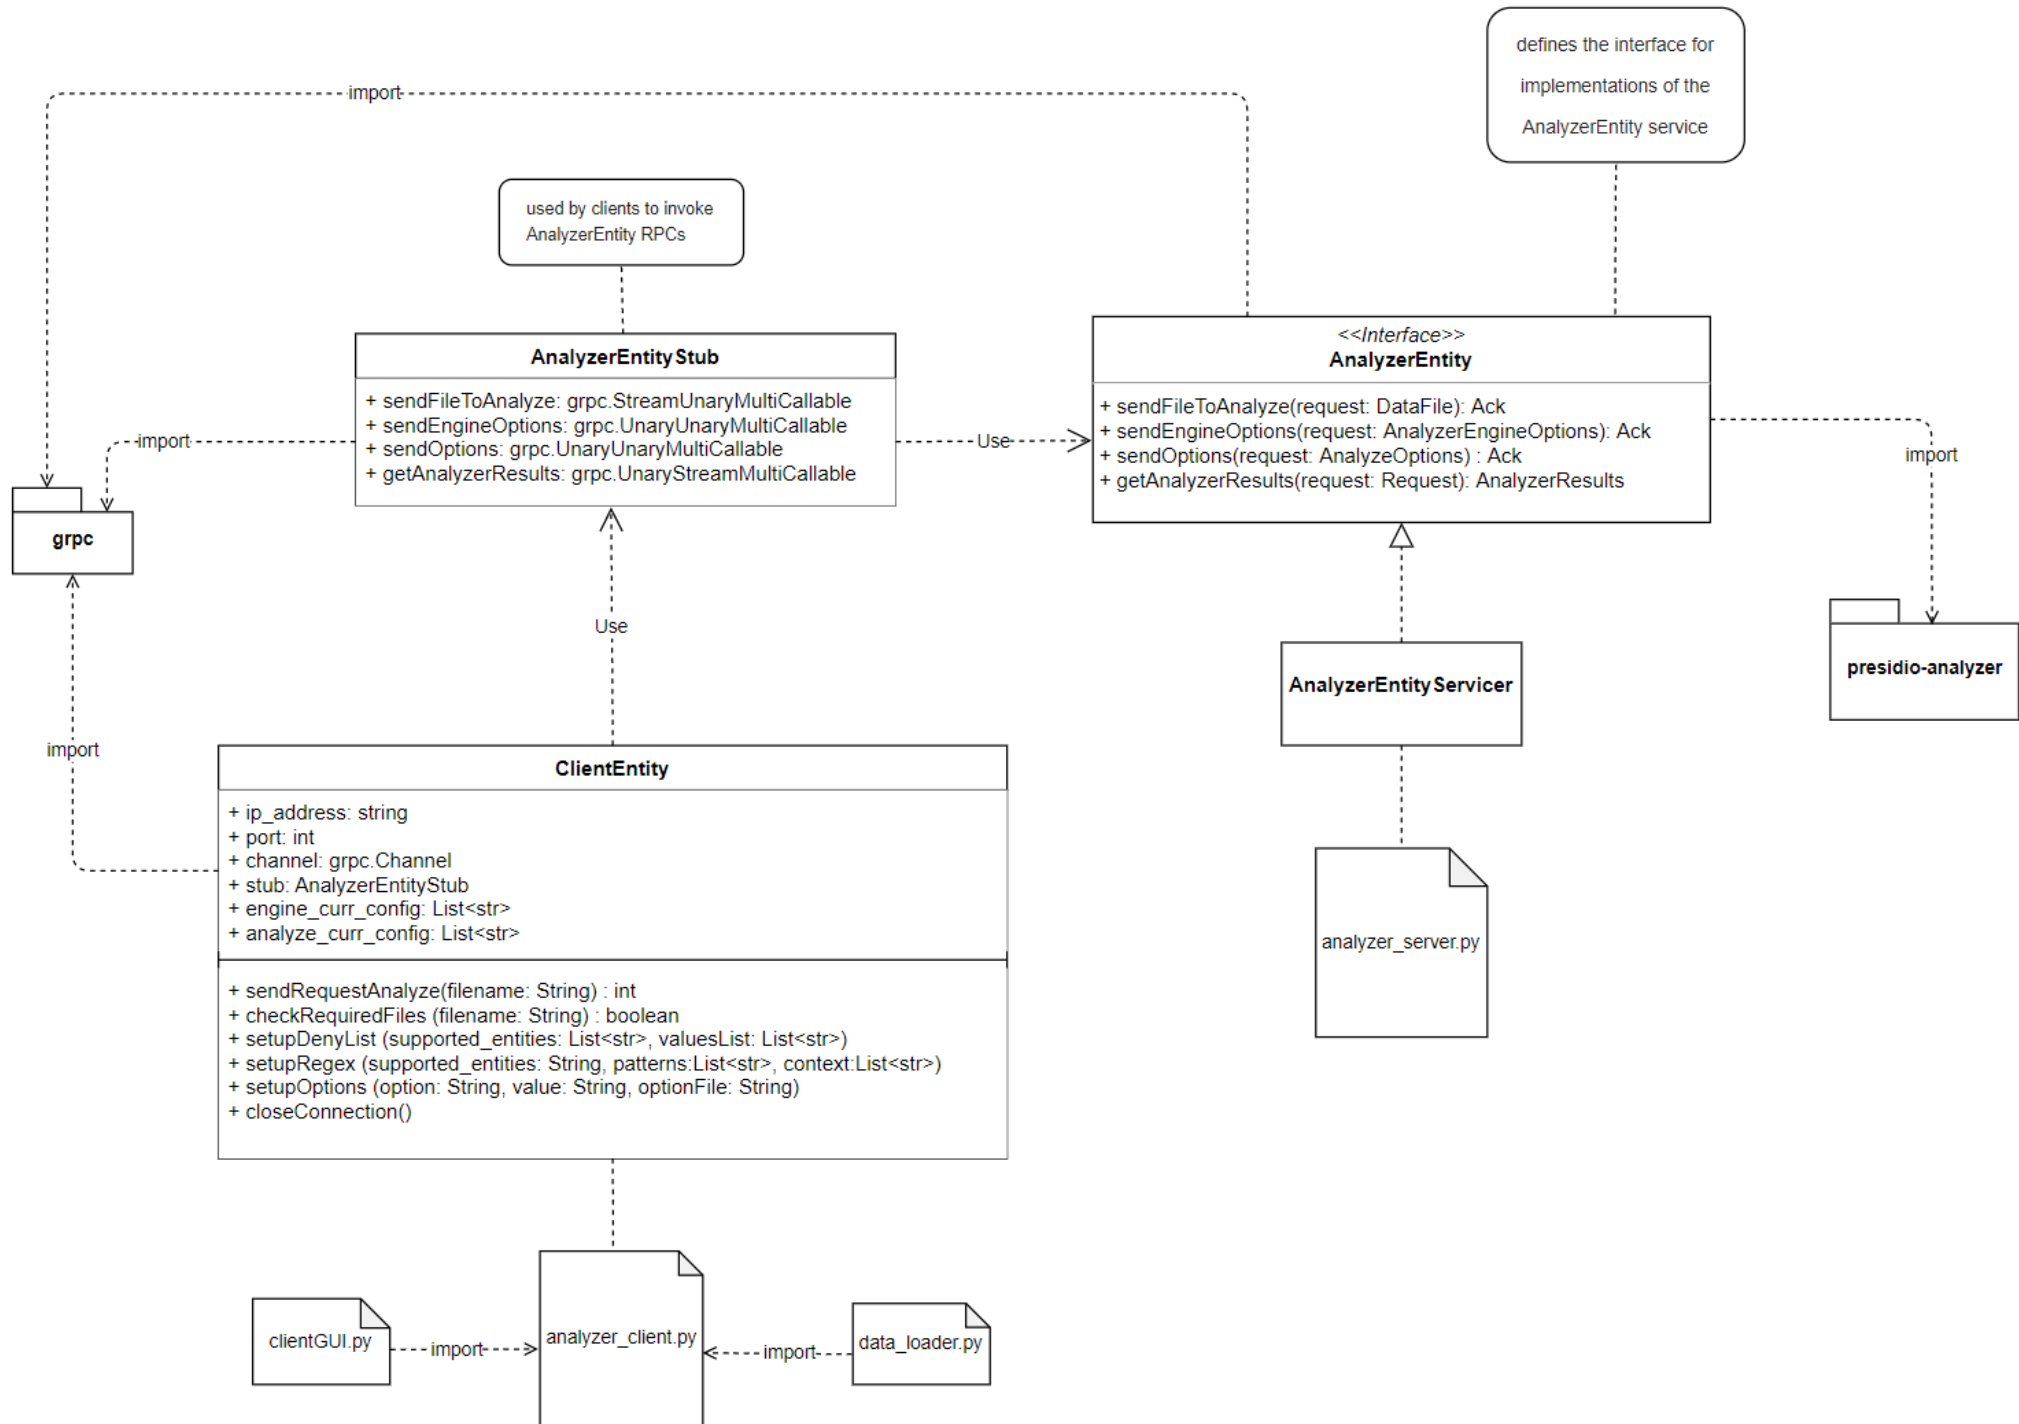 defines the interface for
implementations of the
AnalyzerEntity service
import
used by clients to invoke
AnalyzerEntity RPCs
AnalyzerEntityStub
+ sendFileToAnalyze: grpc.StreamUnaryMultiCallable
+ sendEngineOptions: grpc.UnaryUnaryMultiCallable
+ sendOptions: grpc.UnaryUnaryMultiCallable
+ getAnalyzerResults: grpc.UnaryStreamMultiCallable
<<Interface>>
AnalyzerEntity
+ sendFileToAnalyze(request: DataFile): Ack
+ sendEngineOptions(request: AnalyzerEngineOptions): Ack
+ sendOptions(request: AnalyzeOptions) : Ack
+ getAnalyzerResults(request: Request): AnalyzerResults
import
Use
import
grpc
Use
AnalyzerEntityServicer
presidio-analyzer
import
ClientEntity
+ ip_address: string
+ port: int
+ channel: grpc.Channel
+ stub: AnalyzerEntityStub
+ engine_curr_config: List<str>
+ analyze_curr_config: List<str>
+ sendRequestAnalyze(filename: String) : int
+ checkRequiredFiles (filename: String) : boolean
+ setupDenyList (supported_entities: List<str>, valuesList: List<str>)
+ setupRegex (supported_entities: String, patterns:List<str>, context:List<str>)
+ setupOptions (option: String, value: String, optionFile: String)
+ closeConnection()
analyzer_server.py
clientGUI.py
import
analyzer_client.py
import
data_loader.py